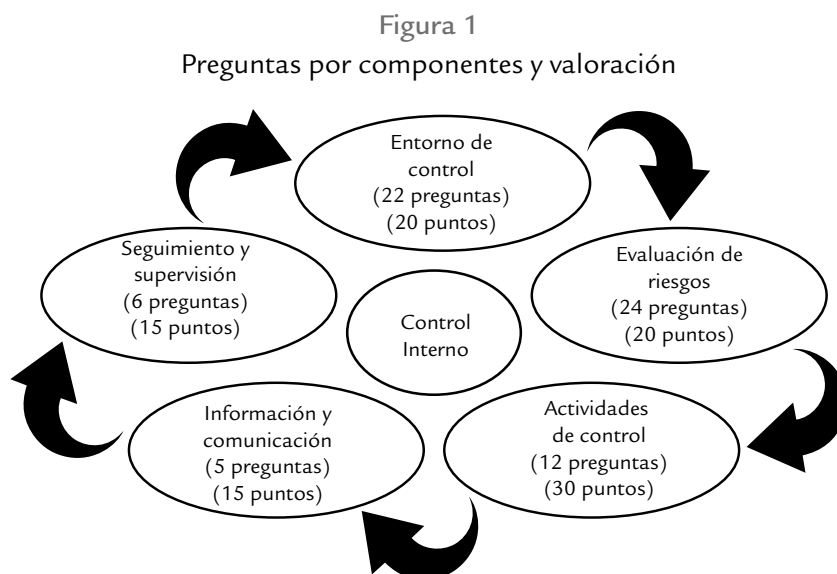 Figura 1
Preguntas por componentes y valoración
Entorno de
control
(22 preguntas)
(20 puntos)
Evaluación de
riesgos
(24 preguntas)
(20 puntos)
Actividades
de control
(12 preguntas)
(30 puntos)
Información y
comunicación
(5 preguntas)
(15 puntos)
Seguimiento y
supervisión
(6 preguntas)
(15 puntos)
Control
Interno